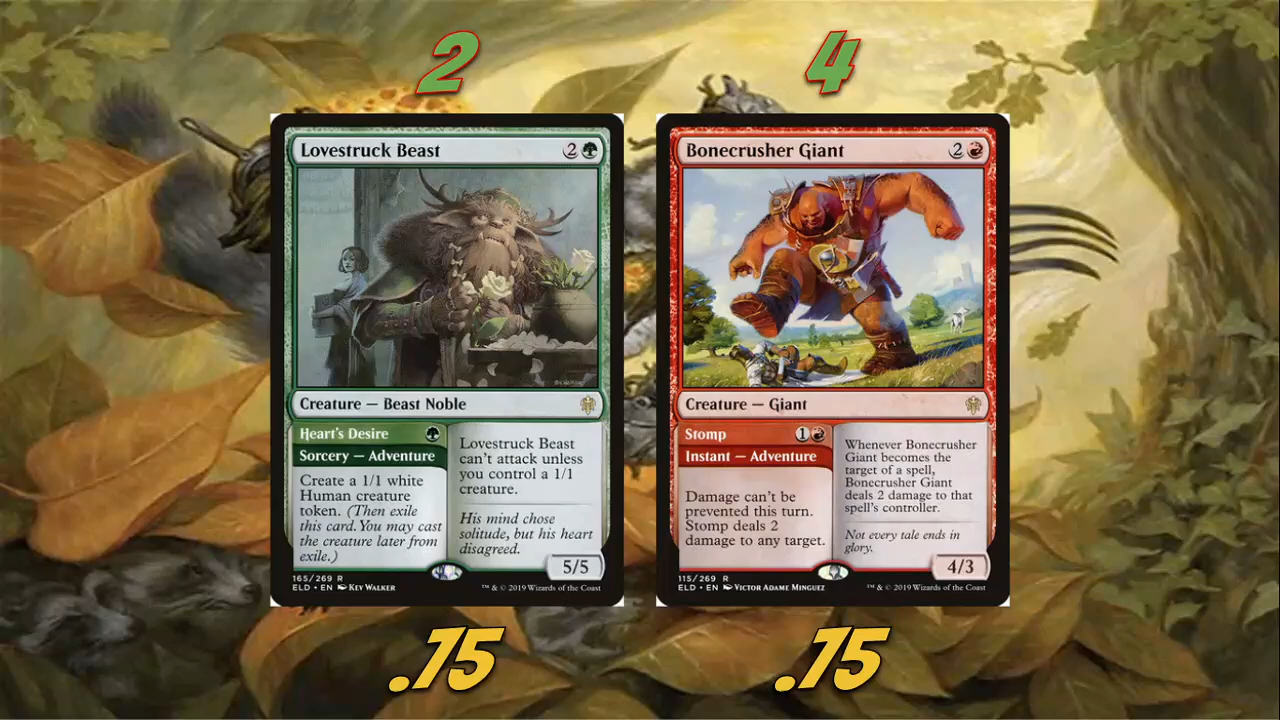 2
4
Lovestruck Beast 2
Creature — Beast Noble
Heart's Desire
Sorcery — Adventure
Create a 1/1 white
Human creature
token. (Then exile
this card. You may cast
the creature later from
exile.)
Lovestruck Beast
can't attack unless
you control a 1/1
creature.
His mind chose
solitude, but his heart
disagreed.
5/5
165/269 R
ELD • EN KEV WALKER
™ & © 2019 Wizards of the Coast
Bonecrusher Giant 2
Creature — Giant
Stomp 1
Instant — Adventure
Damage can't be
prevented this turn.
Stomp deals 2
damage to any target.
Whenever Bonecrusher
Giant becomes the
target of a spell,
Bonecrusher Giant
deals 2 damage to that
spell's controller.
Not every tale ends in
glory.
4/3
115/269 R
ELD • EN VICTOR ADAME MINGUEZ
™ & © 2019 Wizards of the Coast
.75
.75